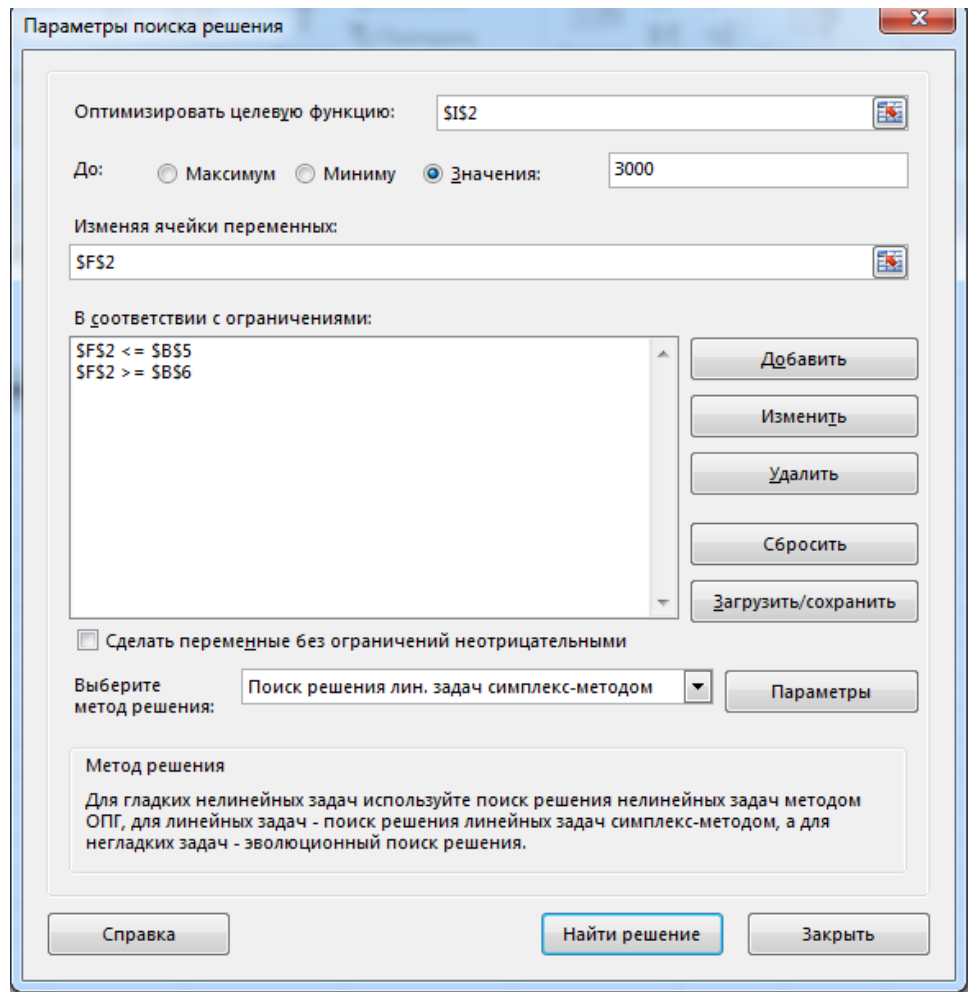 Параметры поиска решения
Оптимизировать целевую функцию:
$I$2
До:
Максимум
Миниму
Значения:
3000
Изменяя ячейки переменных:
$F$2
В соответствии с ограничениями:
$F$2 <= $B$5
$F$2 >= $B$6
Добавить
Изменить
Удалить
Сбросить
Загрузить/сохранить
Сделать переменные без ограничений неотрицательными
Выберите
метод решения:
Поиск решения лин. задач симплекс-методом
Параметры
Метод решения
Для гладких нелинейных задач используйте поиск решения нелинейных задач методом
ОПГ, для линейных задач - поиск решения линейных задач симплекс-методом, а для
негладких задач - эволюционный поиск решения.
Справка
Найти решение
Закрыть